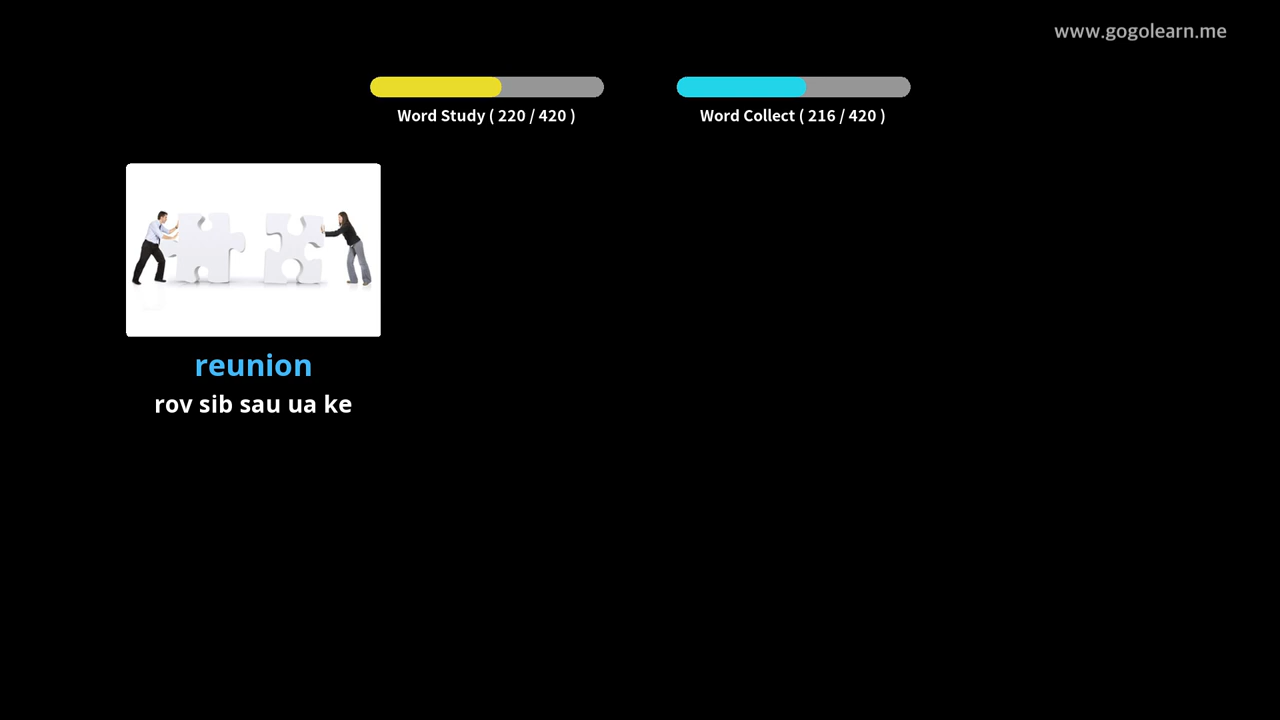 www.gogolearn.me
Word Study ( 220 / 420 )
Word Collect ( 216 / 420 )
reunion
rov sib sau ua ke